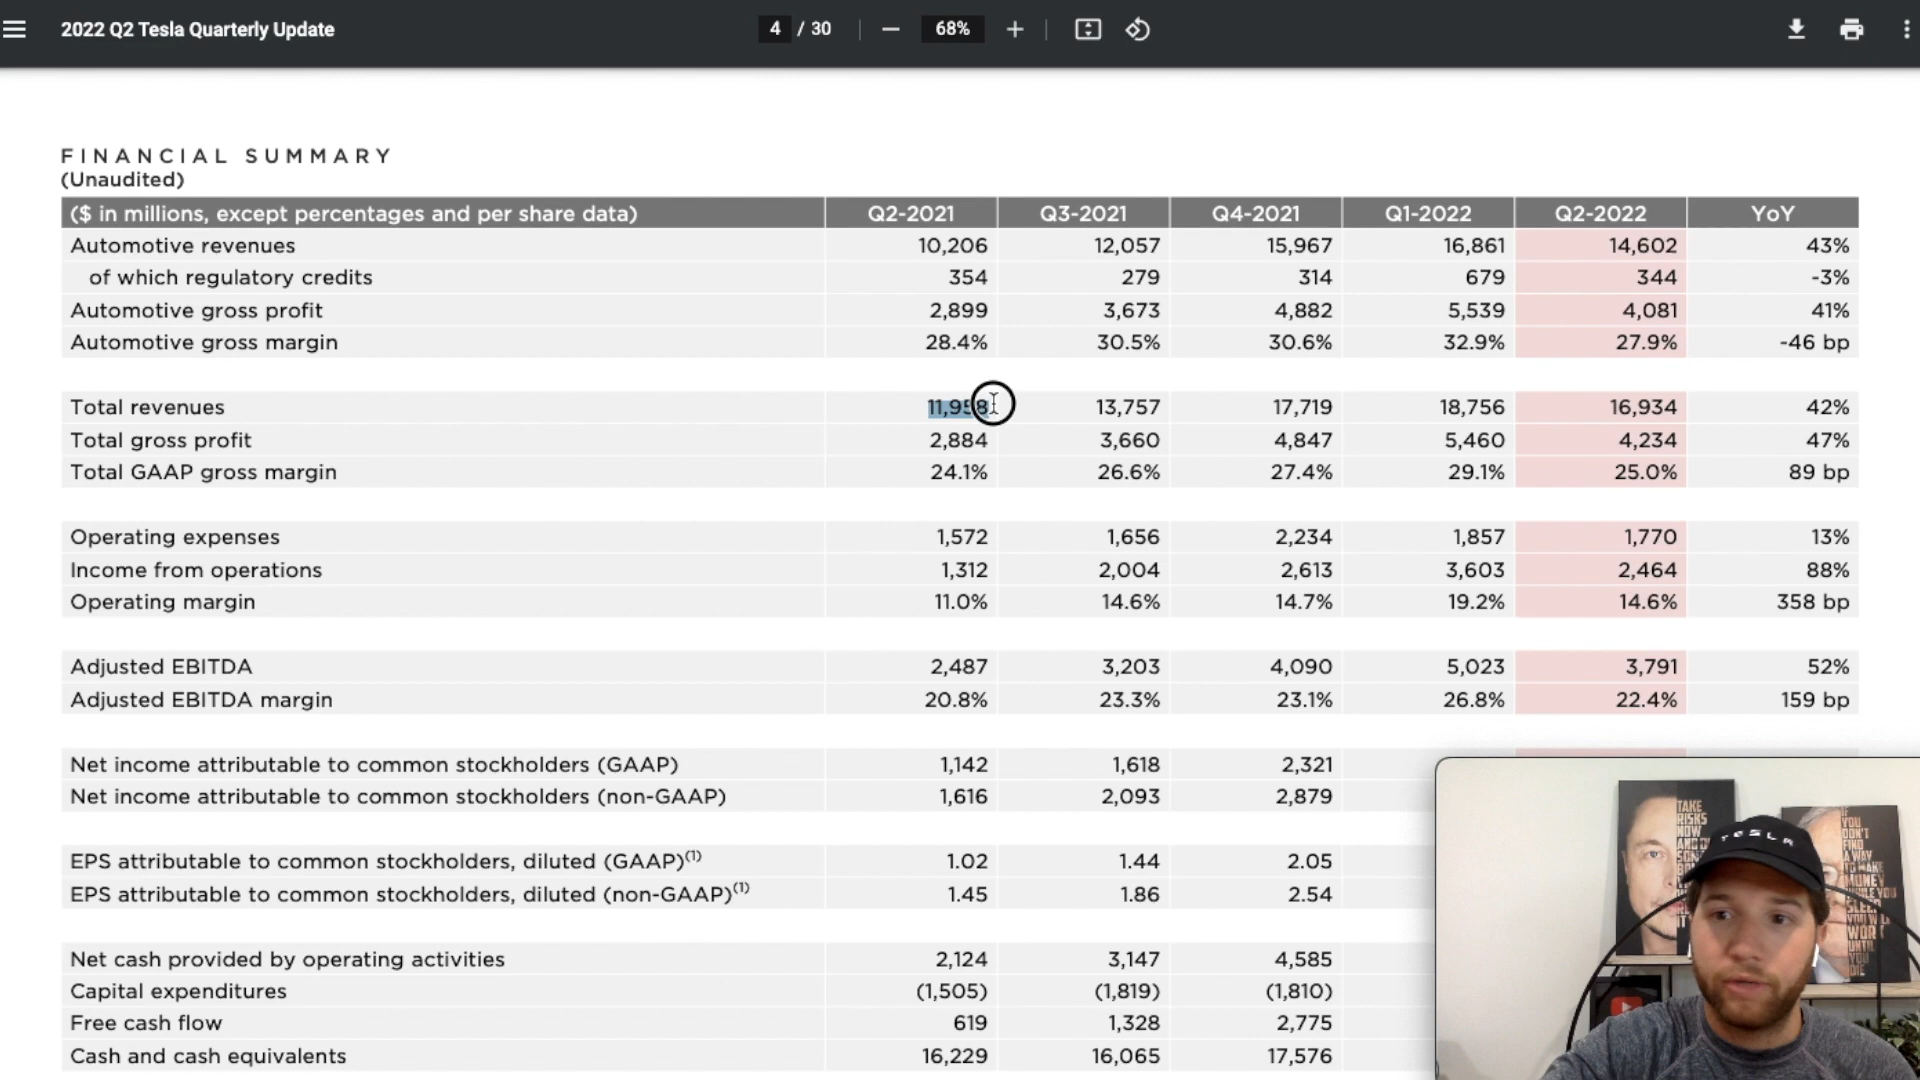 2022 Q2 Tesla Quarterly Update 4 / 30 68%
FINANCIAL SUMMARY
(Unaudited)
($ in millions, except percentages and per share data) Q2-2021 Q3-2021 Q4-2021 Q1-2022 Q2-2022 YoY
Automotive revenues 10,206 12,057 15,967 16,861 14,602 43%
of which regulatory credits 354 279 314 679 344 -3%
Automotive gross profit 2,899 3,673 4,882 5,539 4,081 41%
Automotive gross margin 28.4% 30.5% 30.6% 32.9% 27.9% -46 bp
Total revenues 11,958 13,757 17,719 18,756 16,934 42%
Total gross profit 2,884 3,660 4,847 5,460 4,234 47%
Total GAAP gross margin 24.1% 26.6% 27.4% 29.1% 25.0% 89 bp
Operating expenses 1,572 1,656 2,234 1,857 1,770 13%
Income from operations 1,312 2,004 2,613 3,603 2,464 88%
Operating margin 11.0% 14.6% 14.7% 19.2% 14.6% 358 bp
Adjusted EBITDA 2,487 3,203 4,090 5,023 3,791 52%
Adjusted EBITDA margin 20.8% 23.3% 23.1% 26.8% 22.4% 159 bp
Net income attributable to common stockholders (GAAP) 1,142 1,618 2,321
Net income attributable to common stockholders (non-GAAP) 1,616 2,093 2,879
EPS attributable to common stockholders, diluted (GAAP)(1) 1.02 1.44 2.05
EPS attributable to common stockholders, diluted (non-GAAP)(1) 1.45 1.86 2.54
Net cash provided by operating activities 2,124 3,147 4,585
Capital expenditures (1,505) (1,819) (1,810)
Free cash flow 619 1,328 2,775
Cash and cash equivalents 16,229 16,065 17,576
TAKE
RISKS
NOW
TESLA
YOU
DON'T
FIND
A WAY
MONEY
SLEEP
WORK
UNTIL
YOU
DIE